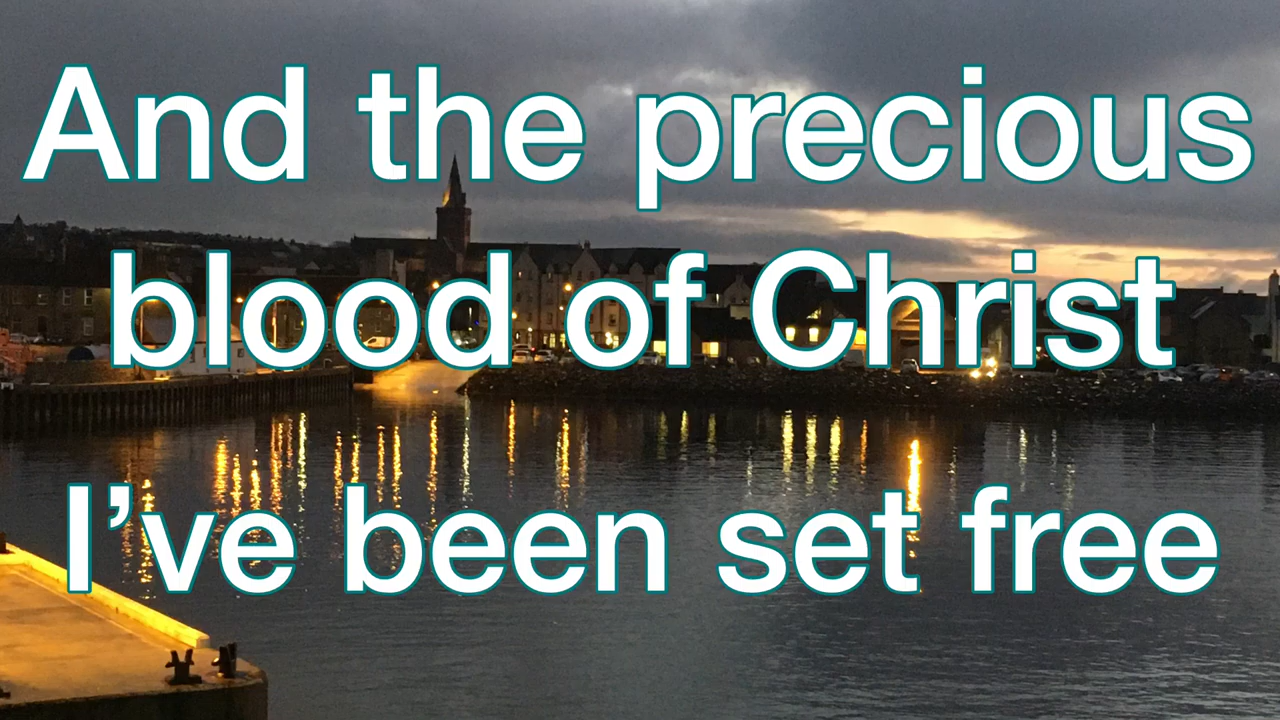 And the precious
blood of Christ
I’ve been set free